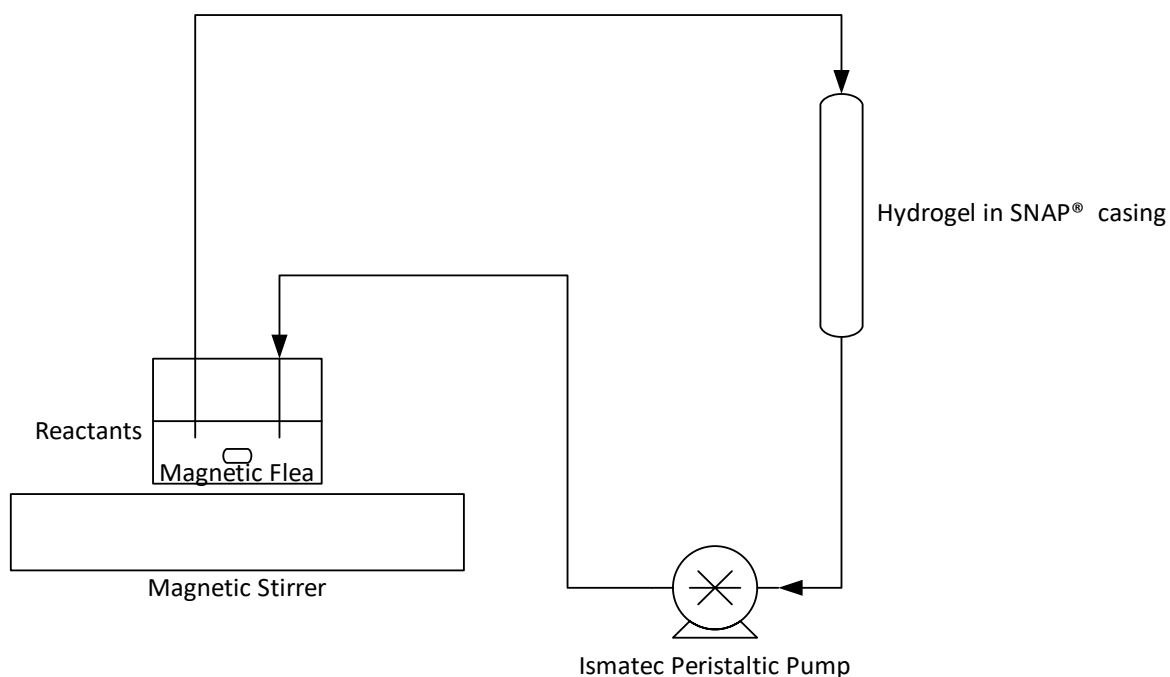 Hydrogel in SNAP® casing
Reactants
Magnetic Flea
Magnetic Stirrer
Ismatec Peristaltic Pump